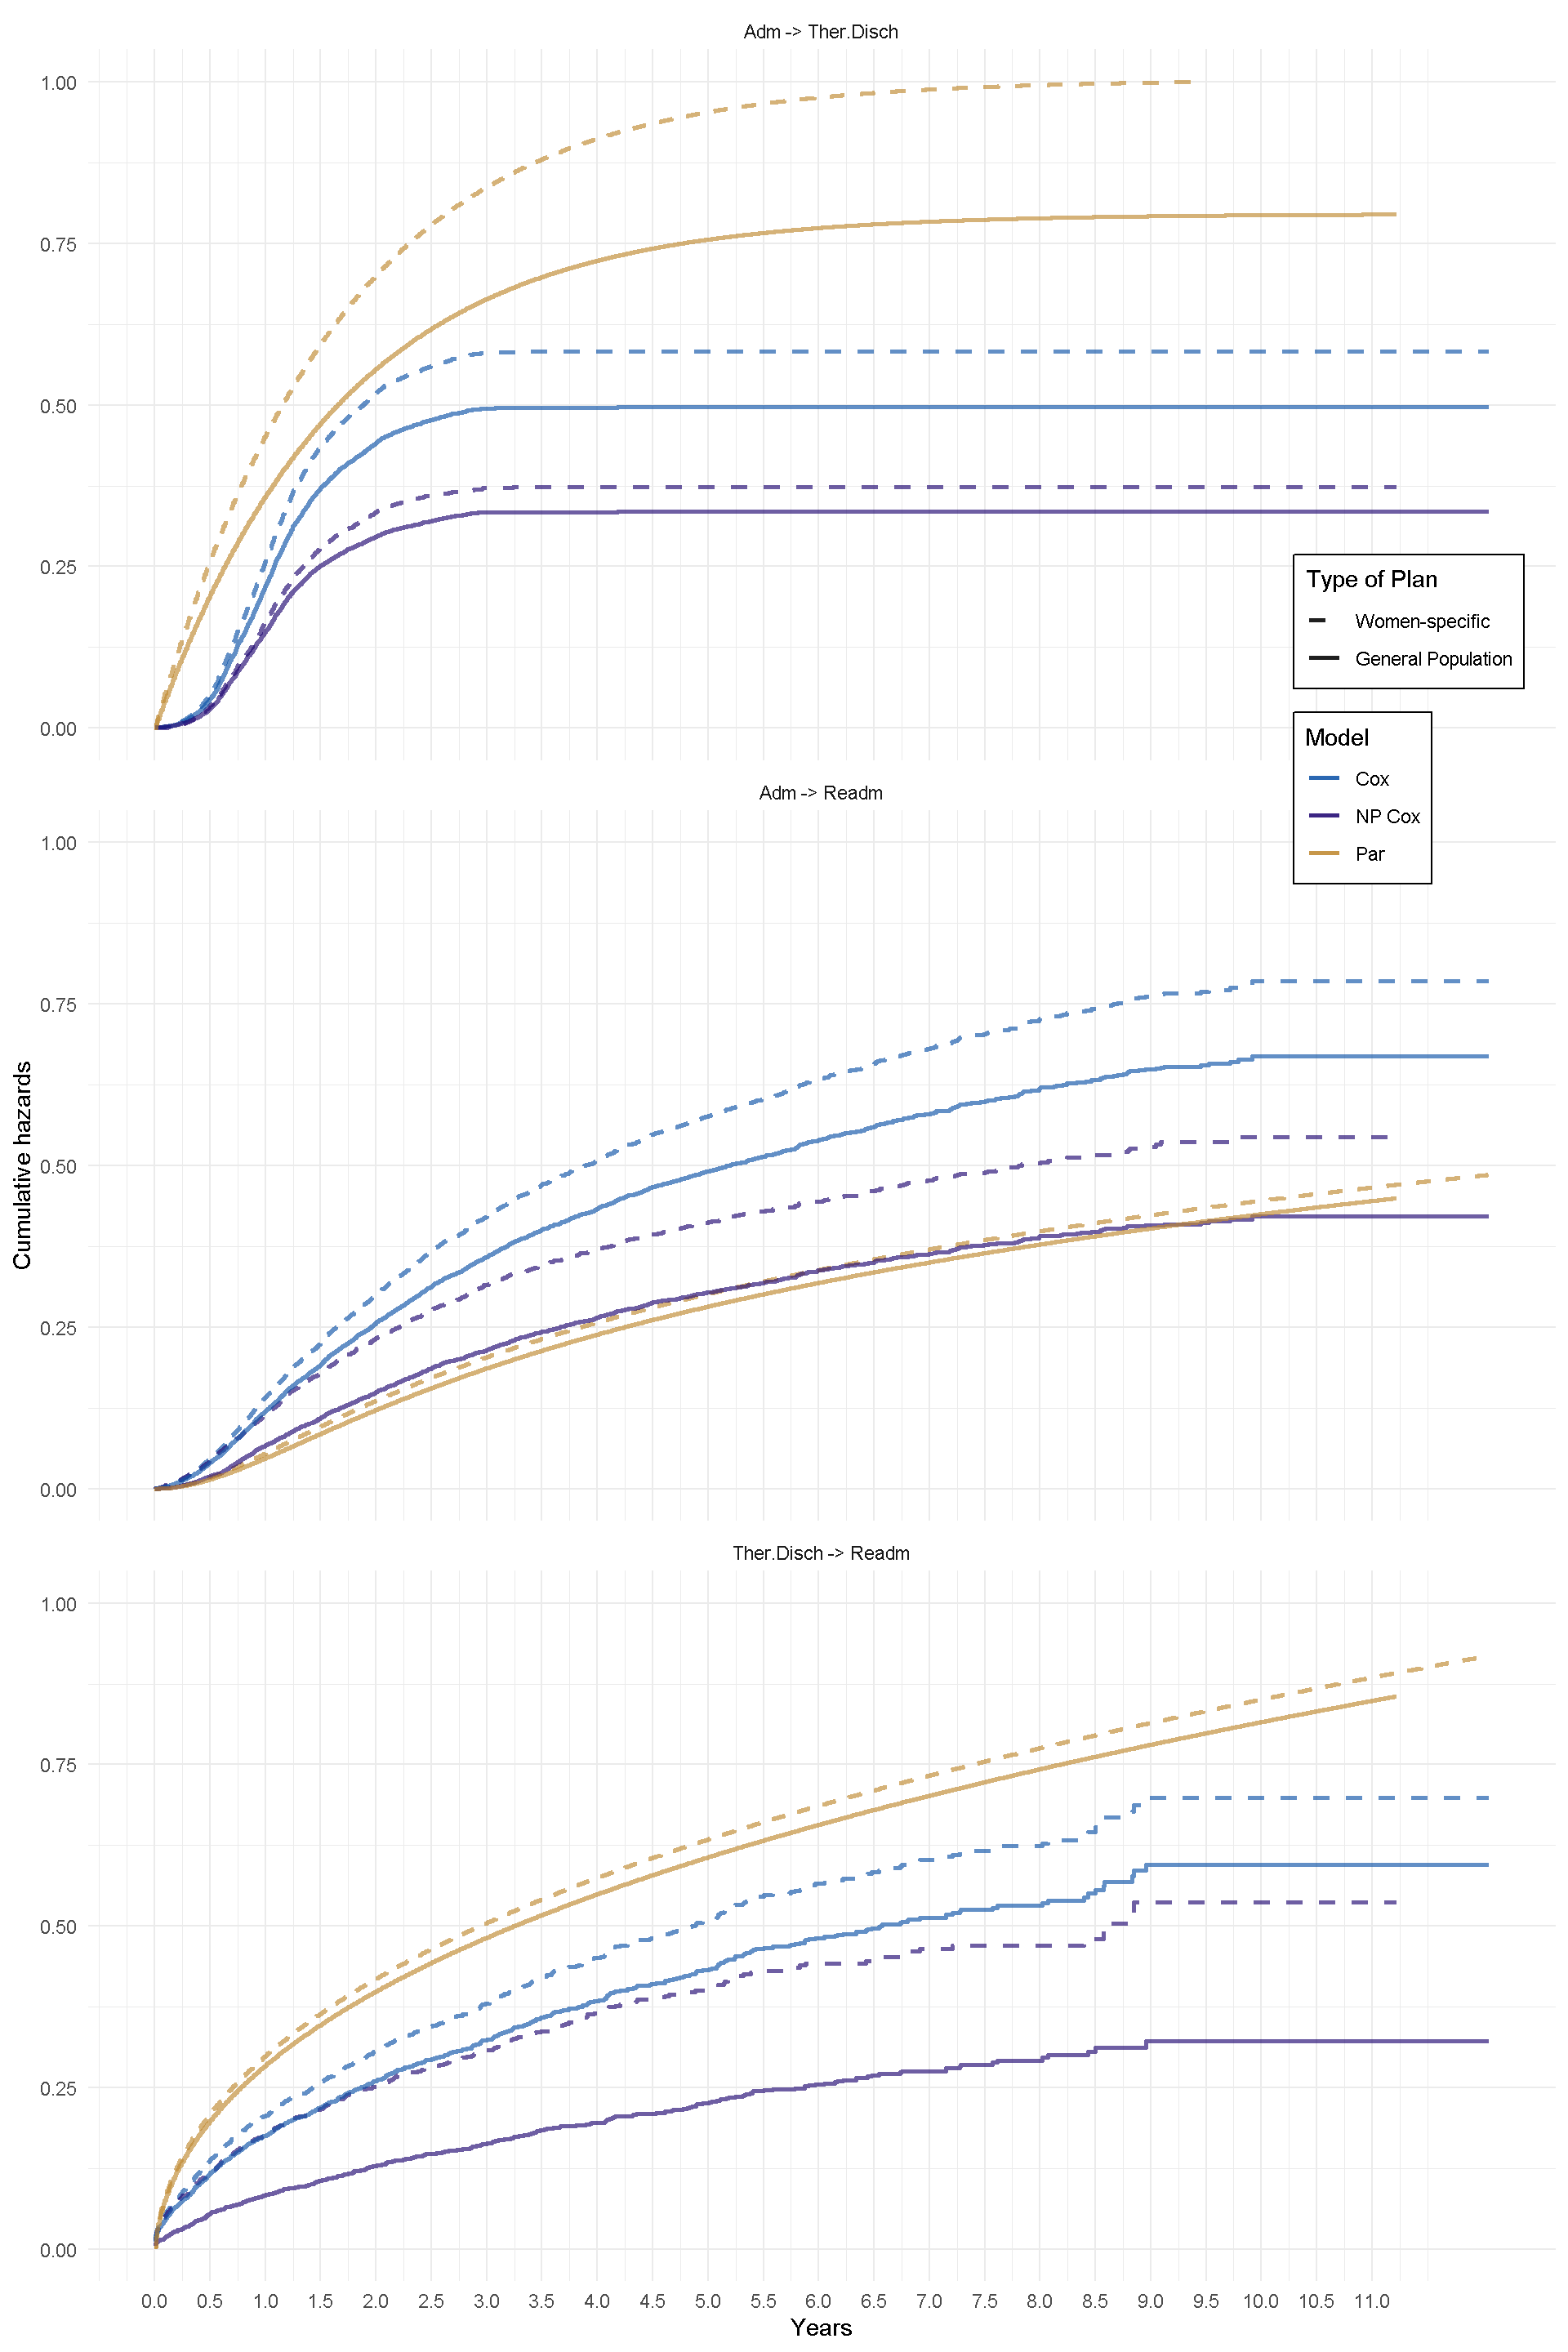 Adm -> Ther.Disch
1.00
0.75
0.50
0.25
0.00
Type of Plan
Women-specific
General Population
Model
Cox
NP Cox
Par
Adm -> Readm
1.00
0.75
0.50
0.25
0.00
Cumulative hazards
Ther.Disch -> Readm
1.00
0.75
0.50
0.25
0.00
0.0 0.5 1.0 1.5 2.0 2.5 3.0 3.5 4.0 4.5 5.0 5.5 6.0 6.5 7.0 7.5 8.0 8.5 9.0 9.5 10.0 10.5 11.0
Years